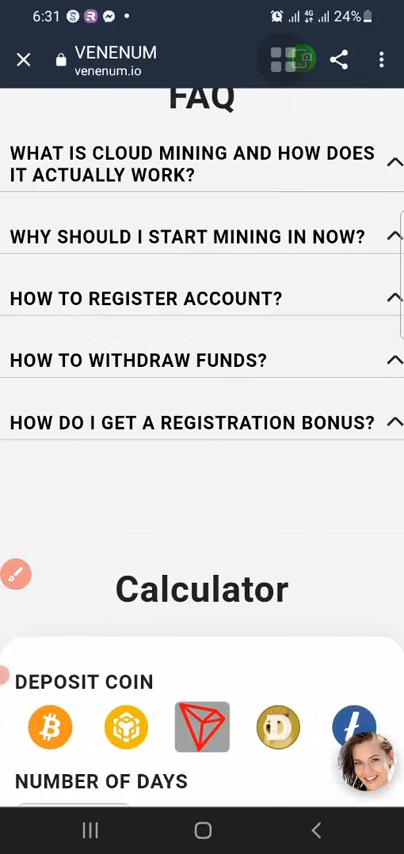 6:31 4G 24%
VENENUM
venenum.io
FAQ
WHAT IS CLOUD MINING AND HOW DOES
IT ACTUALLY WORK?
WHY SHOULD I START MINING IN NOW?
HOW TO REGISTER ACCOUNT?
HOW TO WITHDRAW FUNDS?
HOW DO I GET A REGISTRATION BONUS?
Calculator
DEPOSIT COIN
NUMBER OF DAYS